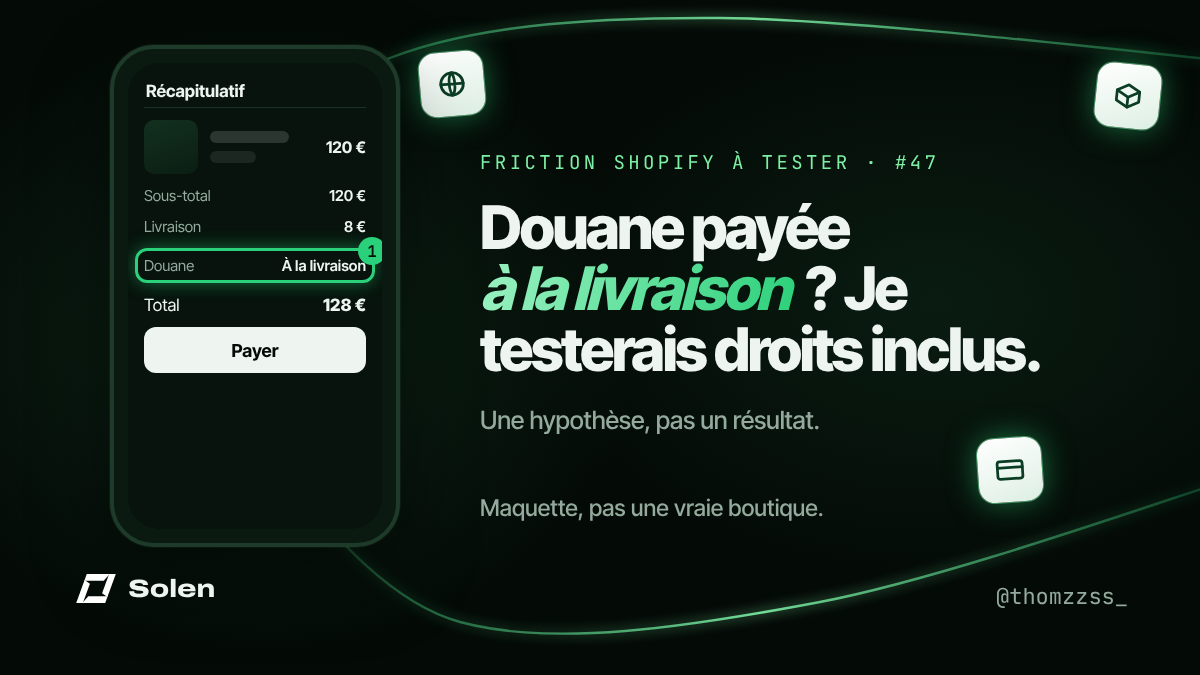 Récapitulatif
120 €
Sous-total 120 €
Livraison 8 €
1
Douane À la livraison
Total 128 €
Payer
FRICTION SHOPIFY À TESTER · #47
Douane payée
à la livraison ? Je
testerais droits inclus.
Une hypothèse, pas un résultat.
Maquette, pas une vraie boutique.
Solen
@thomzzss_